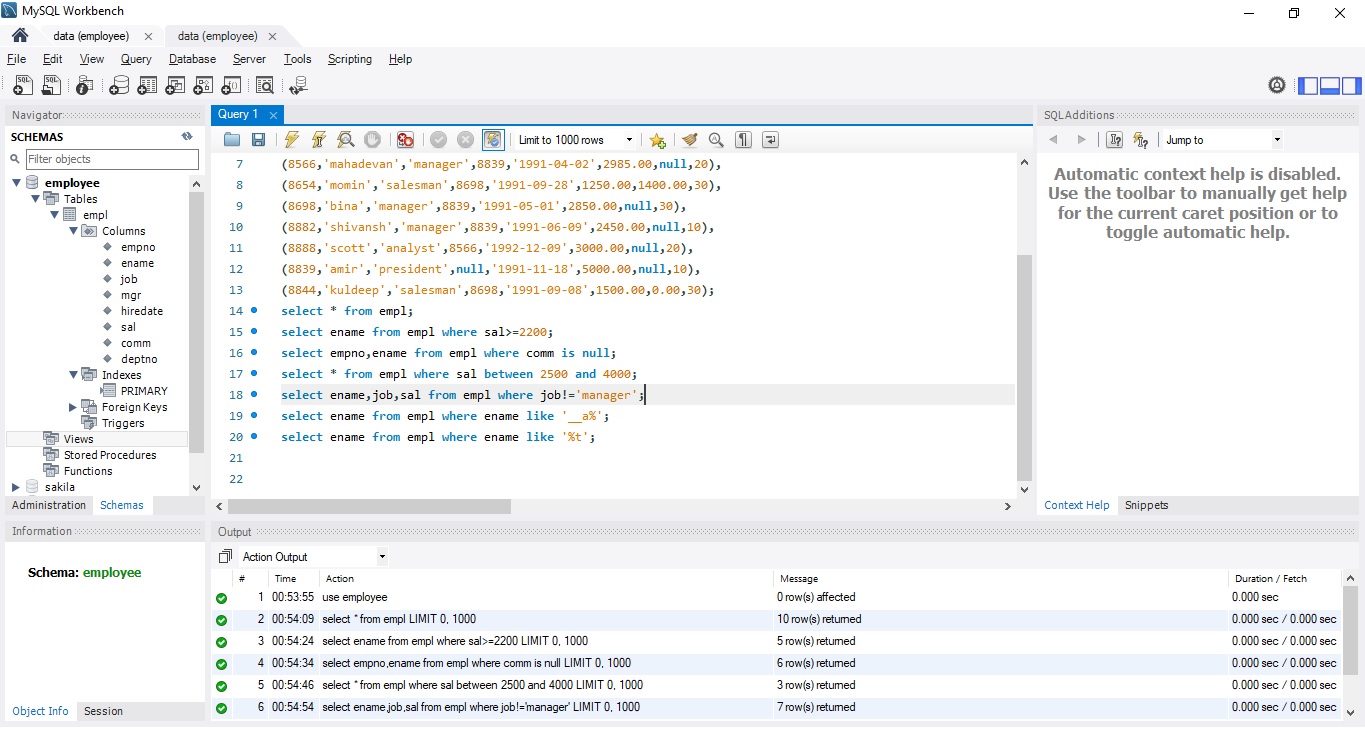 MySQL Workbench
data (employee) data (employee)
File Edit View Query Database Server Tools Scripting Help
Navigator
SCHEMAS
Filter objects
employee
Tables
empl
Columns
empno
ename
job
mgr
hiredate
sal
comm
deptno
Indexes
PRIMARY
Foreign Keys
Triggers
Views
Stored Procedures
Functions
sakila
Administration Schemas
Information
Schema: employee
Object Info Session
Query 1
Limit to 1000 rows
7 (8566,'mahadevan','manager',8839,'1991-04-02',2985.00,null,20),
8 (8654,'momin','salesman',8698,'1991-09-28',1250.00,1400.00,30),
9 (8698,'bina','manager',8839,'1991-05-01',2850.00,null,30),
10 (8882,'shivansh','manager',8839,'1991-06-09',2450.00,null,10),
11 (8888,'scott','analyst',8566,'1992-12-09',3000.00,null,20),
12 (8839,'amir','president',null,'1991-11-18',5000.00,null,10),
13 (8844,'kuldeep','salesman',8698,'1991-09-08',1500.00,0.00,30);
14 select * from empl;
15 select ename from empl where sal>=2200;
16 select empno,ename from empl where comm is null;
17 select * from empl where sal between 2500 and 4000;
18 select ename,job,sal from empl where job!='manager';
19 select ename from empl where ename like '__a%';
20 select ename from empl where ename like '%t';
21
22
SQLAdditions
Jump to
Automatic context help is disabled.
Use the toolbar to manually get help
for the current caret position or to
toggle automatic help.
Context Help Snippets
Output
Action Output
# Time Action Message Duration / Fetch
1 00:53:55 use employee 0 row(s) affected 0.000 sec
2 00:54:09 select * from empl LIMIT 0, 1000 10 row(s) returned 0.000 sec / 0.000 sec
3 00:54:24 select ename from empl where sal>=2200 LIMIT 0, 1000 5 row(s) returned 0.000 sec / 0.000 sec
4 00:54:34 select empno,ename from empl where comm is null LIMIT 0, 1000 6 row(s) returned 0.000 sec / 0.000 sec
5 00:54:46 select * from empl where sal between 2500 and 4000 LIMIT 0, 1000 3 row(s) returned 0.000 sec / 0.000 sec
6 00:54:54 select ename,job,sal from empl where job!='manager' LIMIT 0, 1000 7 row(s) returned 0.000 sec / 0.000 sec